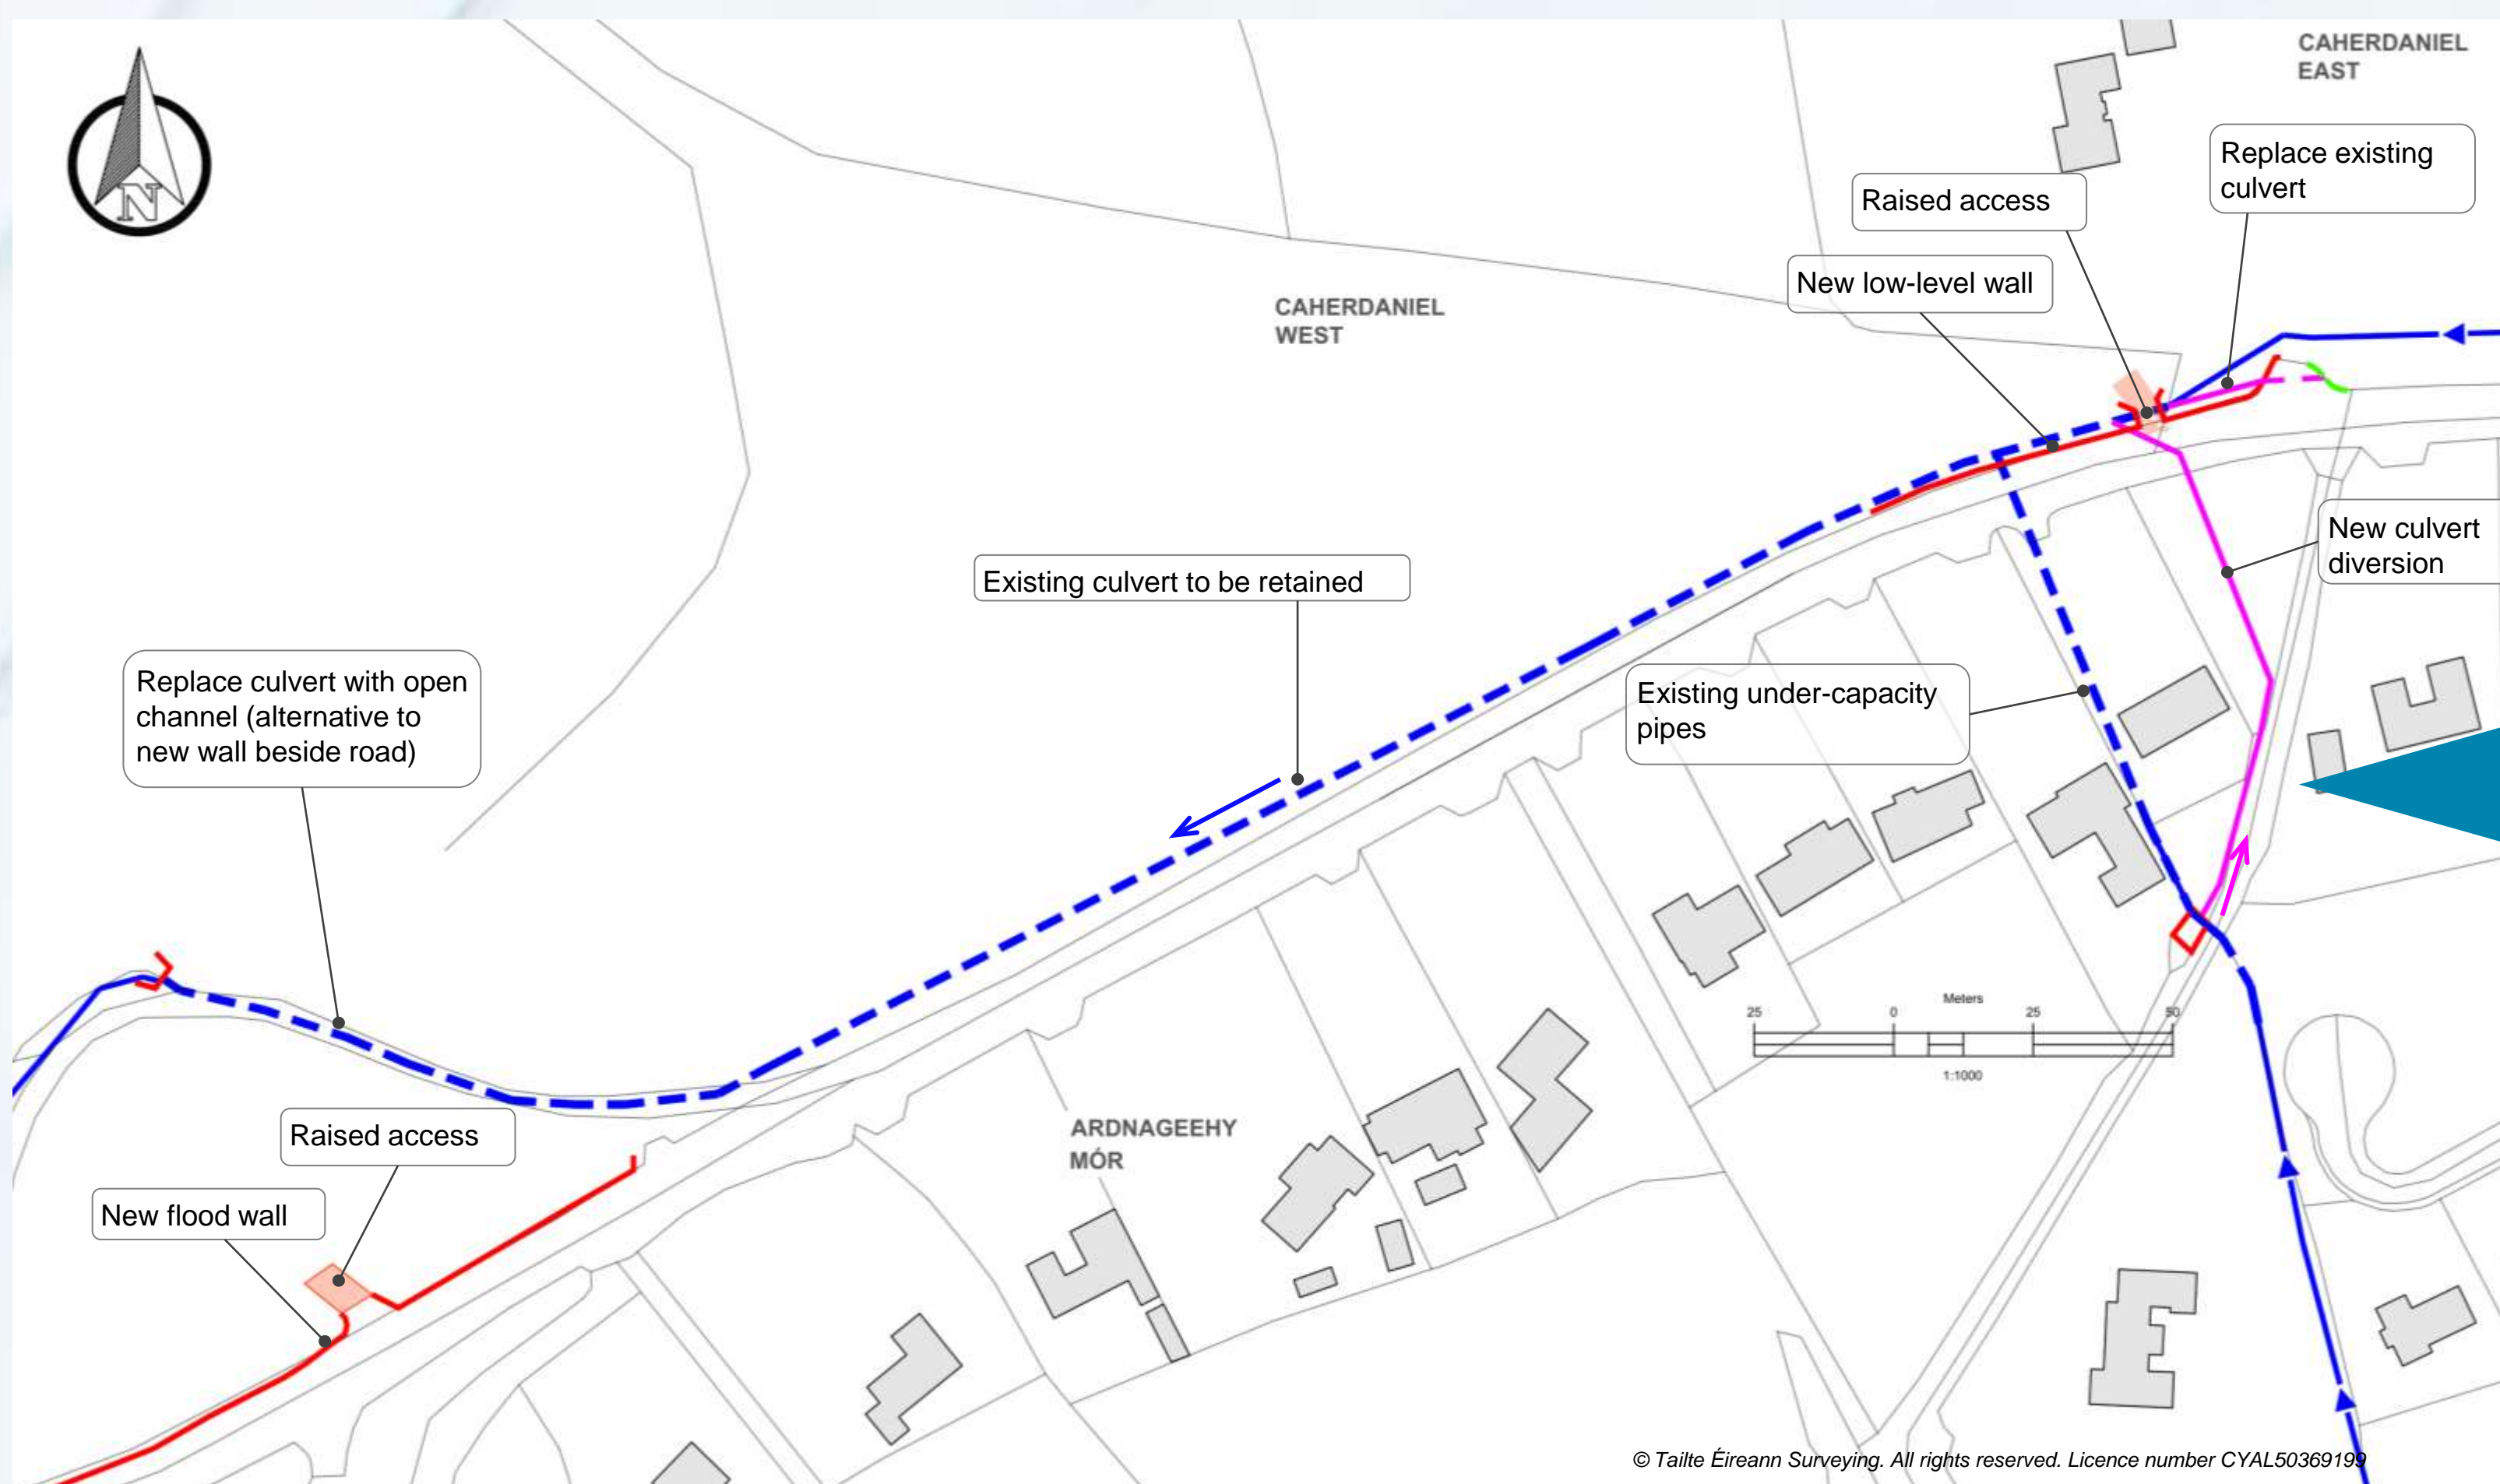 CAHERDANIEL
EAST
Replace existing
culvert
Raised access
New low-level wall
CAHERDANIEL
WEST
New culvert
diversion
Existing culvert to be retained
Replace culvert with open
channel (alternative to
new wall beside road)
Existing under-capacity
pipes
Meters
25 0 25 50
1:1000
ARDNAGEEHY
MÓR
Raised access
New flood wall
N
© Tailte Éireann Surveying. All rights reserved. Licence number CYAL50369199